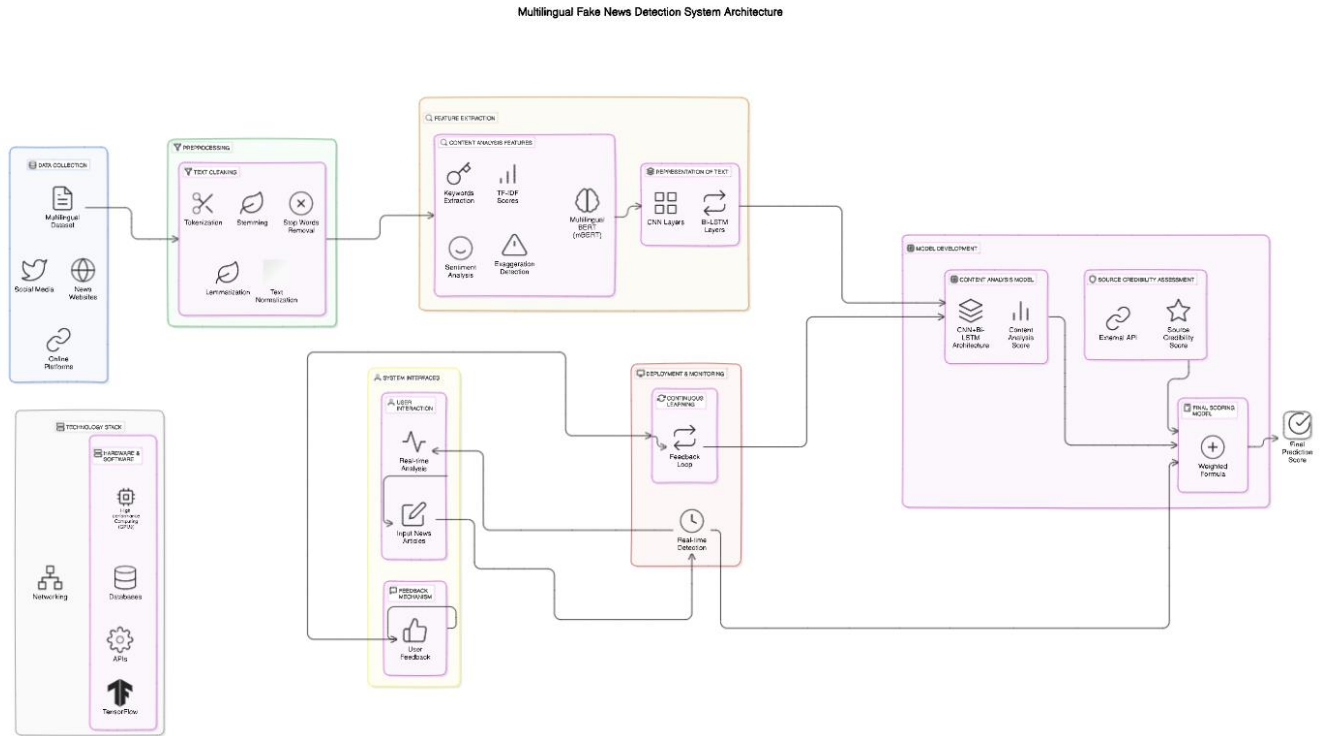 Multilingual Fake News Detection System Architecture
DATA COLLECTION
Multilingual
Dataset
Social Media
News
Websites
Online
Platforms
PREPROCESSING
TEXT CLEANING
Tokenization
Stemming
Stop Words
Removal
Lemmatization
Text
Normalization
FEATURE EXTRACTION
CONTENT ANALYSIS FEATURES
Keywords
Extraction
TF-IDF
Scores
Multilingual
BERT
(mBERT)
Sentiment
Analysis
Exaggeration
Detection
REPRESENTATION OF TEXT
CNN Layers
Bi-LSTM
Layers
MODEL DEVELOPMENT
CONTENT ANALYSIS MODEL
CNN+Bi-
LSTM
Architecture
Content
Analysis
Score
SOURCE CREDIBILITY ASSESSMENT
External API
Source
Credibility
Score
FINAL SCORING
MODEL
Weighted
Formula
Final
Predictive
Score
SYSTEM INTERFACES
USER
INTERACTION
Real-time
Analysis
Input News
Articles
FEEDBACK
MECHANISM
User
Feedback
DEPLOYMENT & MONITORING
CONTINUOUS
LEARNING
Feedback
Loop
Real-time
Detection
TECHNOLOGY STACK
HARDWARE &
SOFTWARE
High
Computing
(GPUs)
Networking
Databases
APIs
TensorFlow